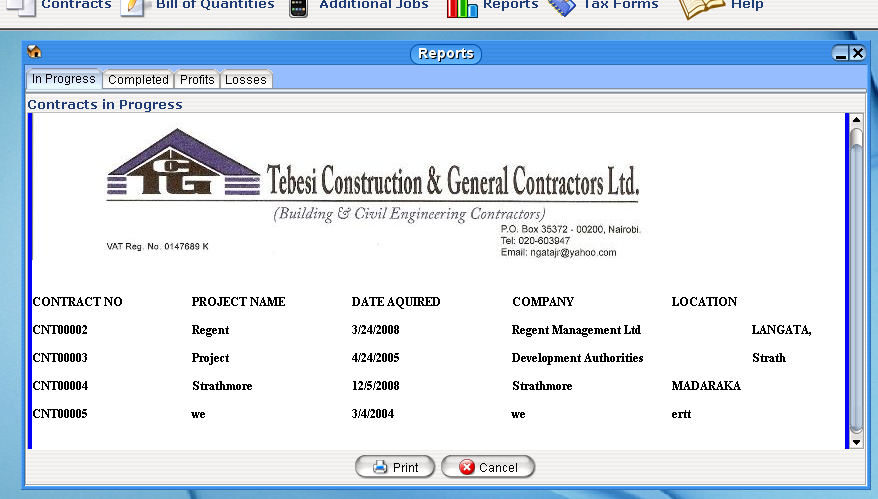 Contracts Bill of Quantities Additional Jobs Reports Tax Forms Help
Reports
In Progress Completed Profits Losses
Contracts in Progress
TCG
Tebesi Construction & General Contractors Ltd.
(Building & Civil Engineering Contractors)
P.O. Box 35372 - 00200, Nairobi.
Tel: 020-603947
VAT Reg. No. 0147689 K
Email: ngatajr@yahoo.com
CONTRACT NO PROJECT NAME DATE AQUIRED COMPANY LOCATION
CNT00002 Regent 3/24/2008 Regent Management Ltd LANGATA,
CNT00003 Project 4/24/2005 Development Authorities Strath
CNT00004 Strathmore 12/5/2008 Strathmore MADARAKA
CNT00005 we 3/4/2004 we ertt
Print Cancel